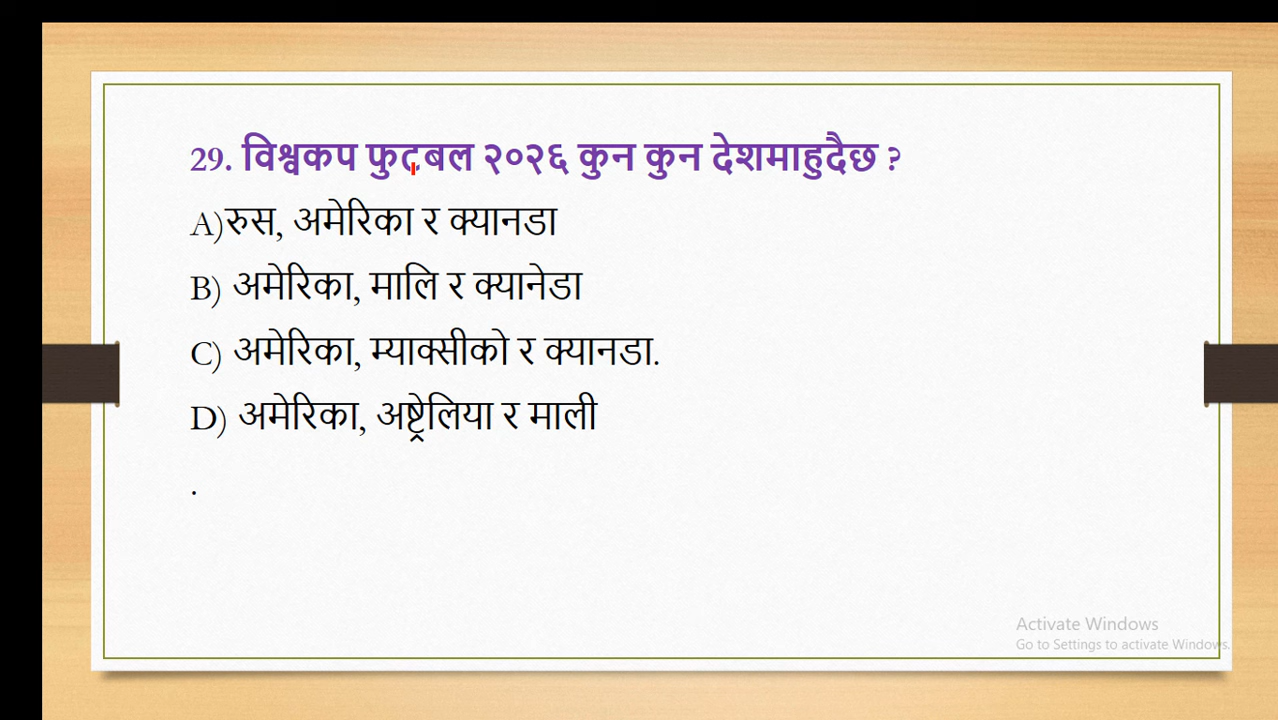 29. विश्वकप फुटबल २०२६ कुन कुन देशमाहुदैछ ?
A)रुस, अमेरिका र क्यानडा
B) अमेरिका, मालि र क्यानेडा
C) अमेरिका, म्याक्सीको र क्यानडा.
D) अमेरिका, अष्ट्रेलिया र माली
.
Activate Windows
Go to Settings to activate Windows.